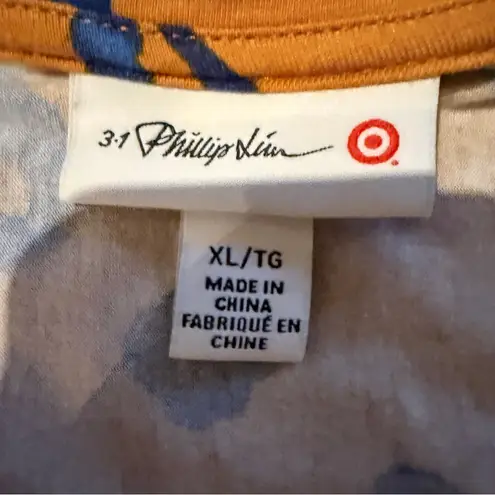 3·1 Phillip Lim
XL/TG
MADE IN
CHINA
FABRIQUÉ EN
CHINE